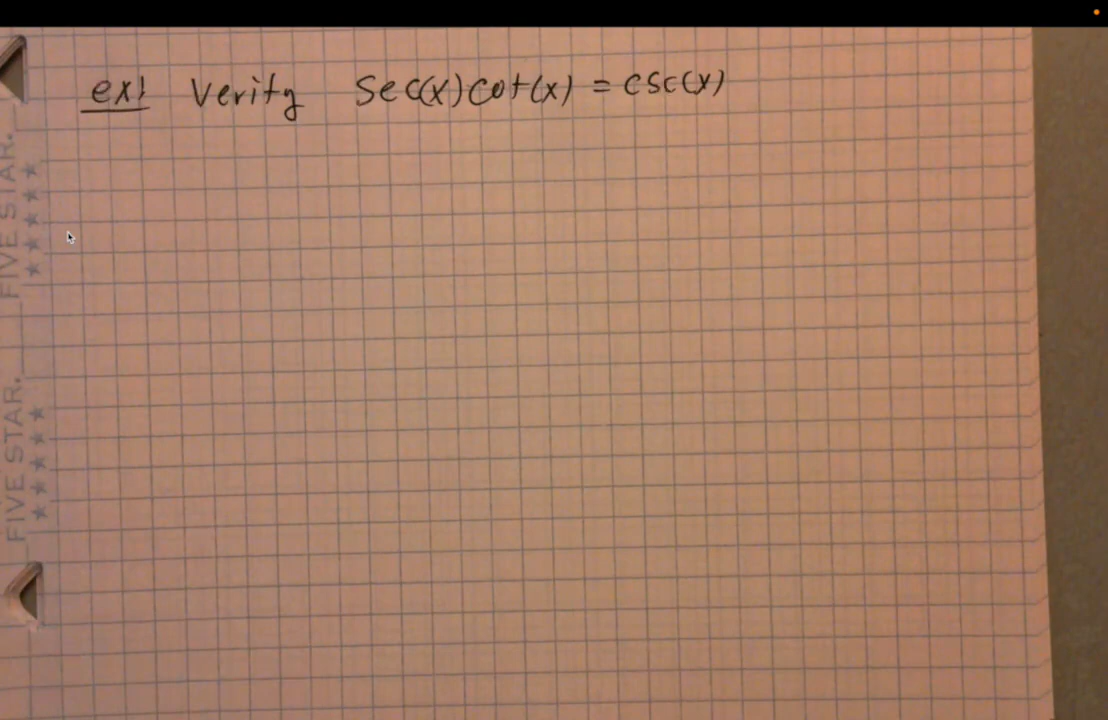 ex! Verify sec(x)cot(x) = csc(x)
FIVE STAR.
FIVE STAR.